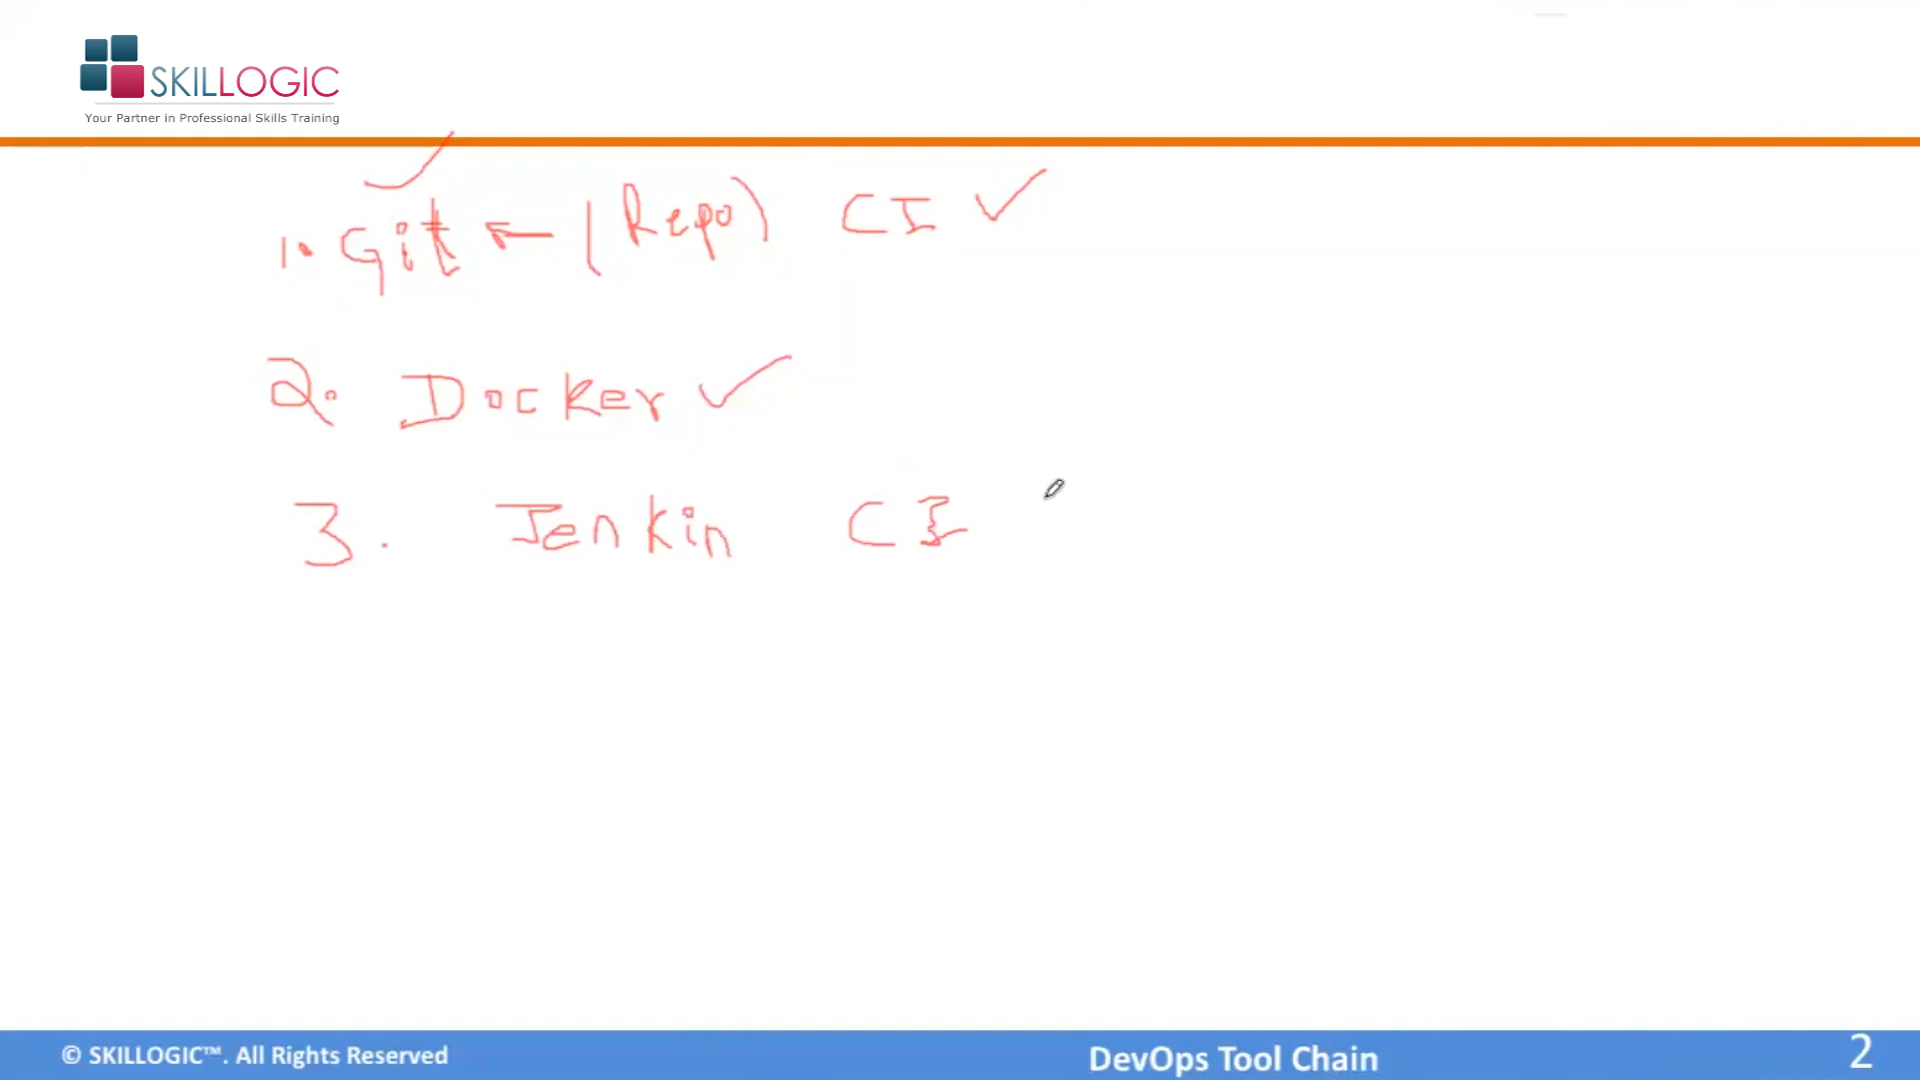 SKILLOGIC
Your Partner in Professional Skills Training
1. Git ← (Repo) CI ✓
2. Docker ✓
3. Jenkin CI
© SKILLOGIC™. All Rights Reserved
DevOps Tool Chain
2